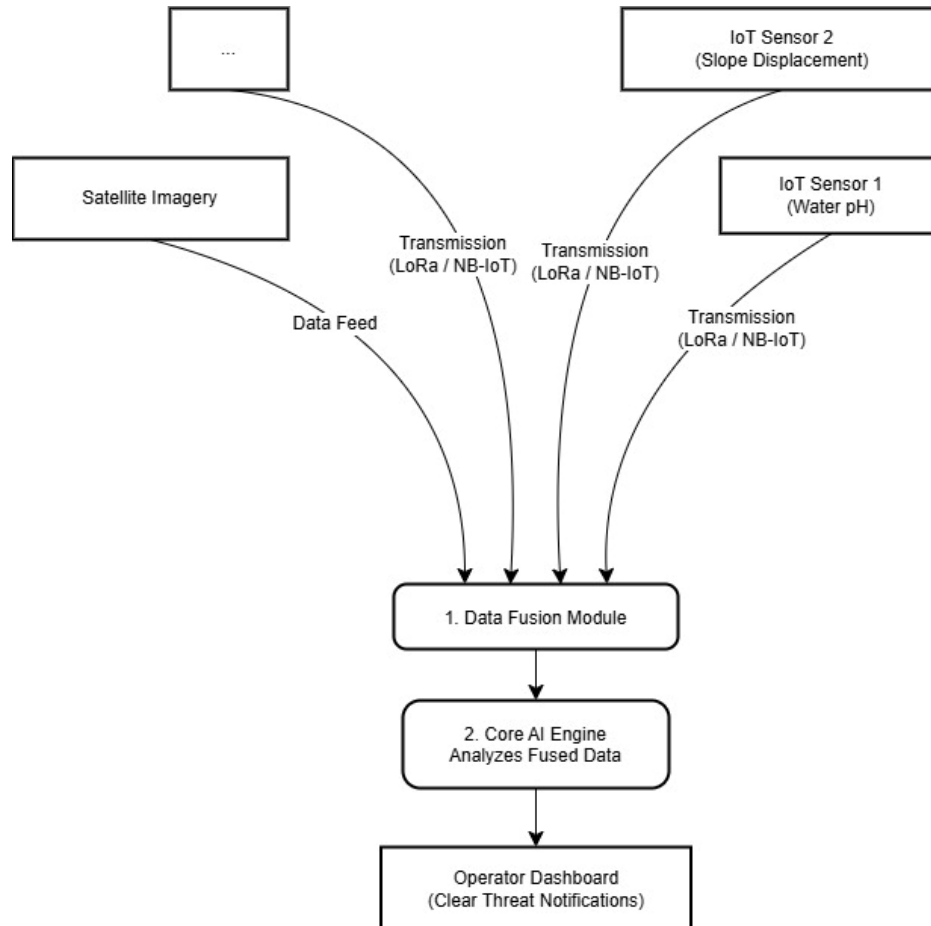 ...
IoT Sensor 2
(Slope Displacement)
Satellite Imagery
IoT Sensor 1
(Water pH)
Transmission
(LoRa / NB-IoT)
Transmission
(LoRa / NB-IoT)
Data Feed
Transmission
(LoRa / NB-IoT)
1. Data Fusion Module
2. Core AI Engine
Analyzes Fused Data
Operator Dashboard
(Clear Threat Notifications)